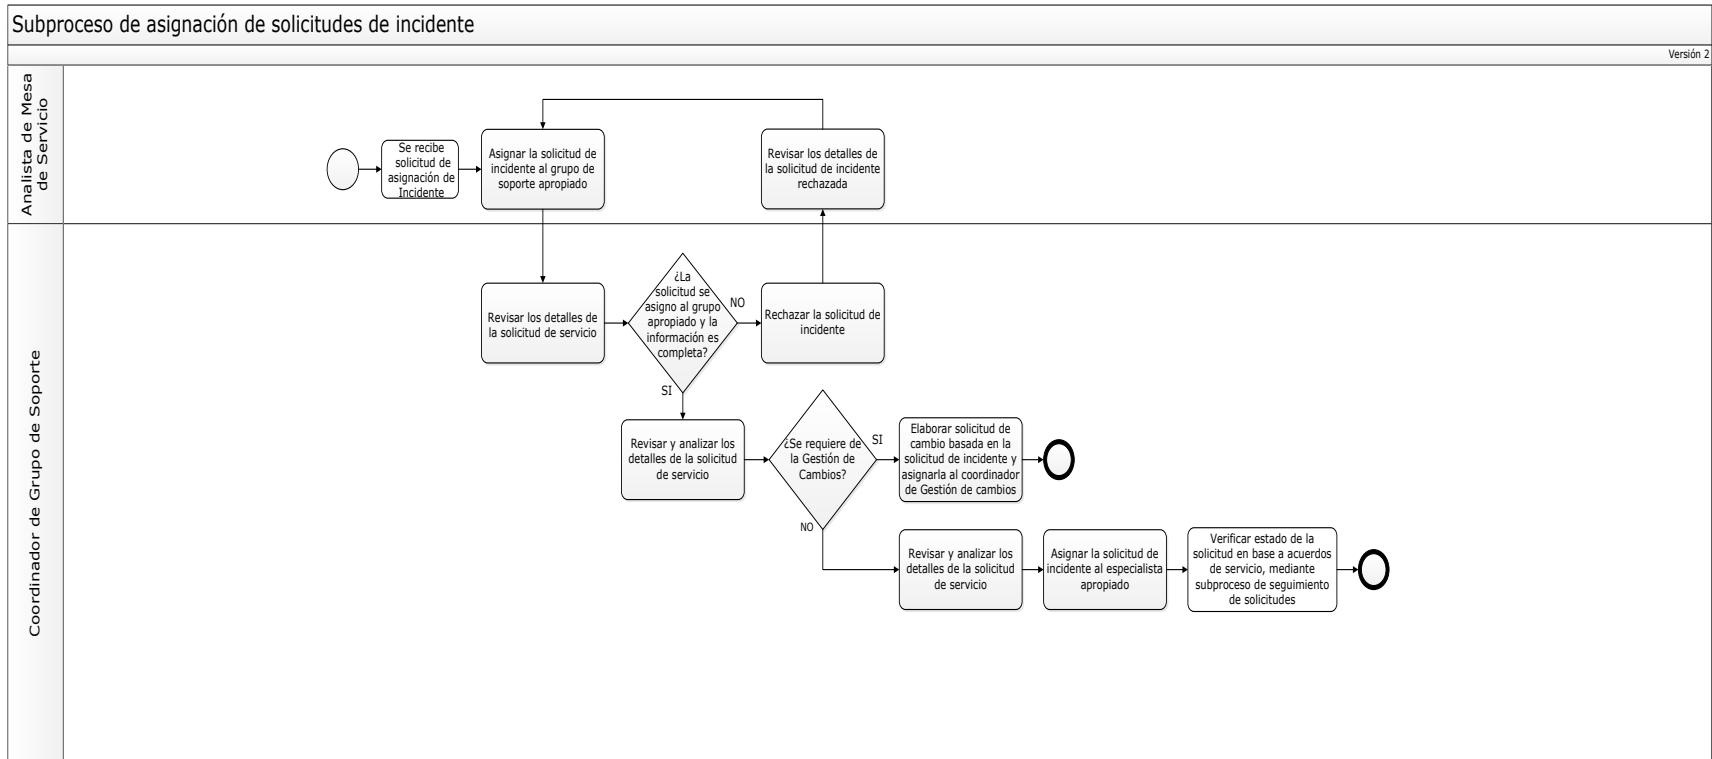 Subproceso de asignación de solicitudes de incidente
Versión 2
Analista de Mesa
de Servicio
Se recibe
solicitud de
asignación de
Incidente
Asignar la solicitud de
incidente al grupo de
soporte apropiado
Revisar los detalles de
la solicitud de incidente
rechazada
Coordinador de Grupo de Soporte
Revisar los detalles de
la solicitud de servicio
¿La
solicitud se
asigno al grupo
apropiado y la
información es
completa?
NO
Rechazar la solicitud de
incidente
SI
Revisar y analizar los
detalles de la solicitud
de servicio
¿Se requiere de
la Gestión de
Cambios?
SI
Elaborar solicitud de
cambio basada en la
solicitud de incidente y
asignarla al coordinador
de Gestión de cambios
NO
Revisar y analizar los
detalles de la solicitud
de servicio
Asignar la solicitud de
incidente al especialista
apropiado
Verificar estado de la
solicitud en base a acuerdos
de servicio, mediante
subproceso de seguimiento
de solicitudes